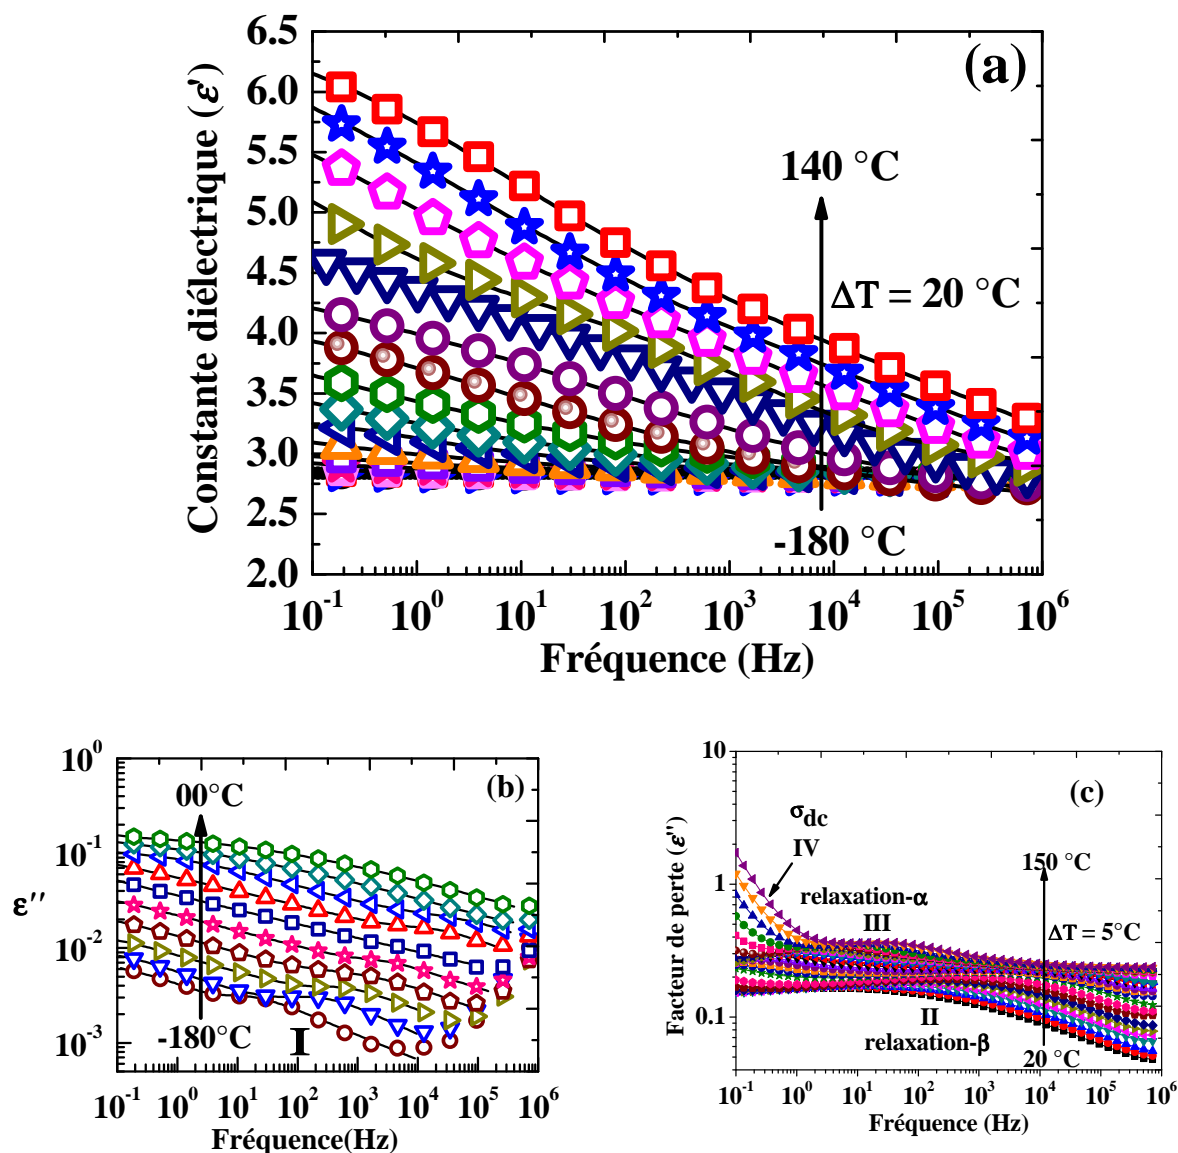 (a)
Constante diélectrique (ε')
6.5
6.0
5.5
5.0
4.5
4.0
3.5
3.0
2.5
2.0
140 °C
ΔT = 20 °C
-180 °C
10⁻¹ 10⁰ 10¹ 10² 10³ 10⁴ 10⁵ 10⁶
Fréquence (Hz)
(b)
ε''
10⁰
10⁻¹
10⁻²
10⁻³
00°C
-180°C
I
10⁻¹ 10⁰ 10¹ 10² 10³ 10⁴ 10⁵ 10⁶
Fréquence(Hz)
(c)
Facteur de perte (ε'')
10
1
0.1
σdc
IV
relaxation-α
III
150 °C
ΔT = 5°C
II
relaxation-β
20 °C
10⁻¹ 10⁰ 10¹ 10² 10³ 10⁴ 10⁵ 10⁶
Fréquence (Hz)